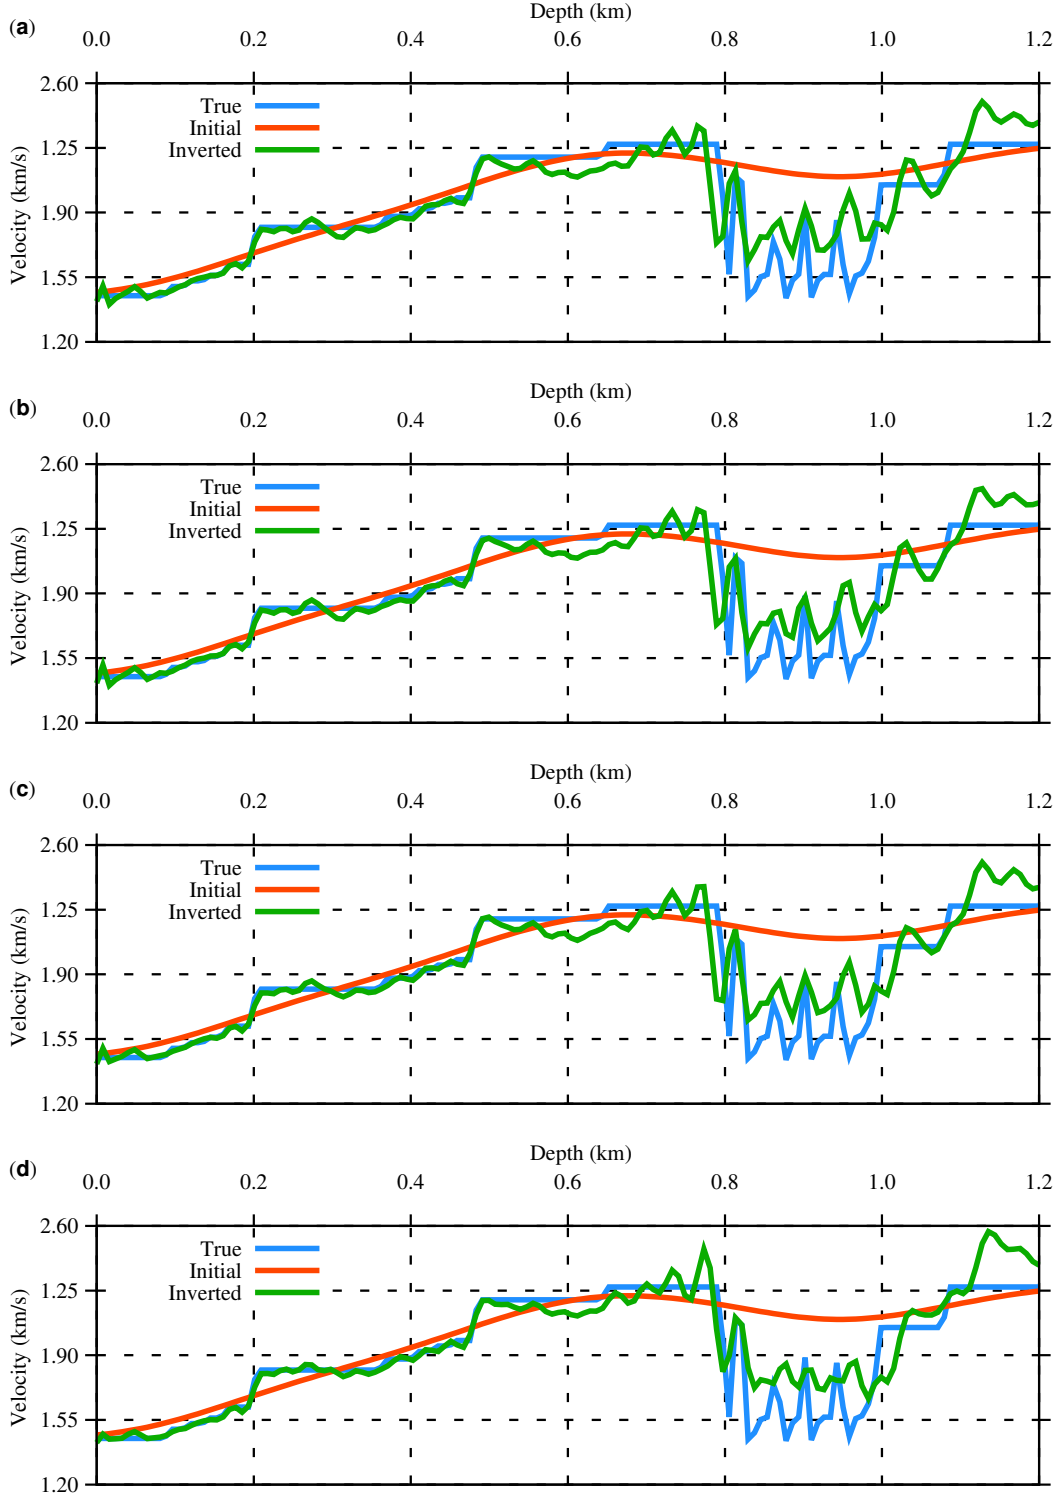 Depth (km)
(a)
0.0 0.2 0.4 0.6 0.8 1.0 1.2
2.60
True
Initial
1.25
Inverted
1.90
1.55
1.20
Velocity (km/s)
Depth (km)
(b)
0.0 0.2 0.4 0.6 0.8 1.0 1.2
2.60
True
Initial
1.25
Inverted
1.90
1.55
1.20
Velocity (km/s)
Depth (km)
(c)
0.0 0.2 0.4 0.6 0.8 1.0 1.2
2.60
True
Initial
1.25
Inverted
1.90
1.55
1.20
Velocity (km/s)
Depth (km)
(d)
0.0 0.2 0.4 0.6 0.8 1.0 1.2
2.60
True
Initial
1.25
Inverted
1.90
1.55
1.20
Velocity (km/s)